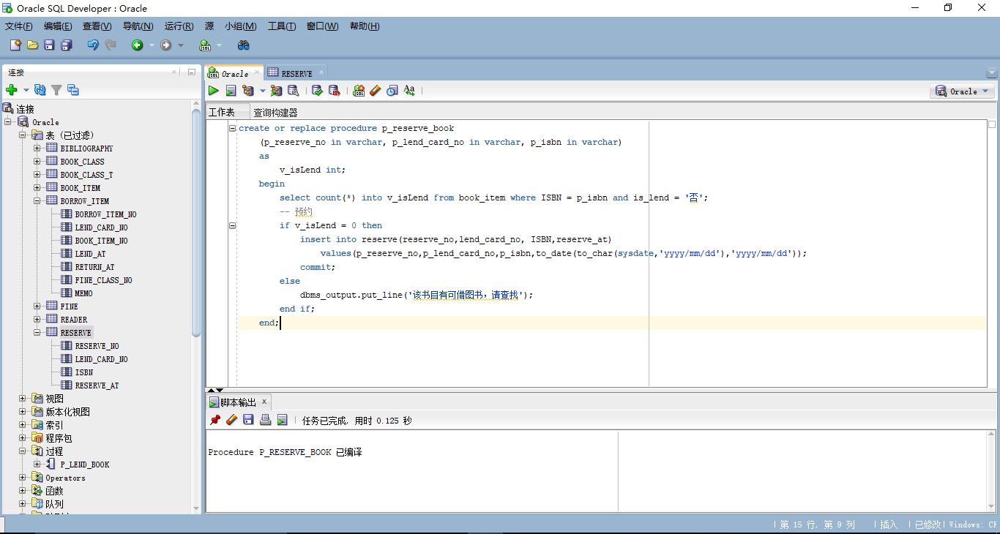 Oracle SQL Developer : Oracle
文件(F) 编辑(E) 查看(V) 导航(N) 运行(R) 源 小组(M) 工具(T) 窗口(W) 帮助(H)
连接
连接
Oracle
表 (已过滤)
BIBLIOGRAPHY
BOOK_CLASS
BOOK_CLASS_T
BOOK_ITEM
BORROW_ITEM
BORROW_ITEM_NO
LEND_CARD_NO
BOOK_ITEM_NO
LEND_AT
RETURN_AT
FINE_CLASS_NO
MEMO
FINE
READER
RESERVE
RESERVE_NO
LEND_CARD_NO
ISBN
RESERVE_AT
视图
版本化视图
索引
程序包
过程
P_LEND_BOOK
Operators
函数
队列
Oracle RESERVE
Oracle
工作表 查询构建器
create or replace procedure p_reserve_book
(p_reserve_no in varchar, p_lend_card_no in varchar, p_isbn in varchar)
as
v_isLend int;
begin
select count(*) into v_isLend from book_item where ISBN = p_isbn and is_lend = '否';
-- 预约
if v_isLend = 0 then
insert into reserve(reserve_no,lend_card_no, ISBN,reserve_at)
values(p_reserve_no,p_lend_card_no,p_isbn,to_date(to_char(sysdate,'yyyy/mm/dd'),'yyyy/mm/dd'));
commit;
else
dbms_output.put_line('该书目有可借图书，请查找');
end if;
end;
脚本输出
任务已完成, 用时 0.125 秒
Procedure P_RESERVE_BOOK 已编译
第 15 行, 第 9 列 插入 已修改 Windows: CF